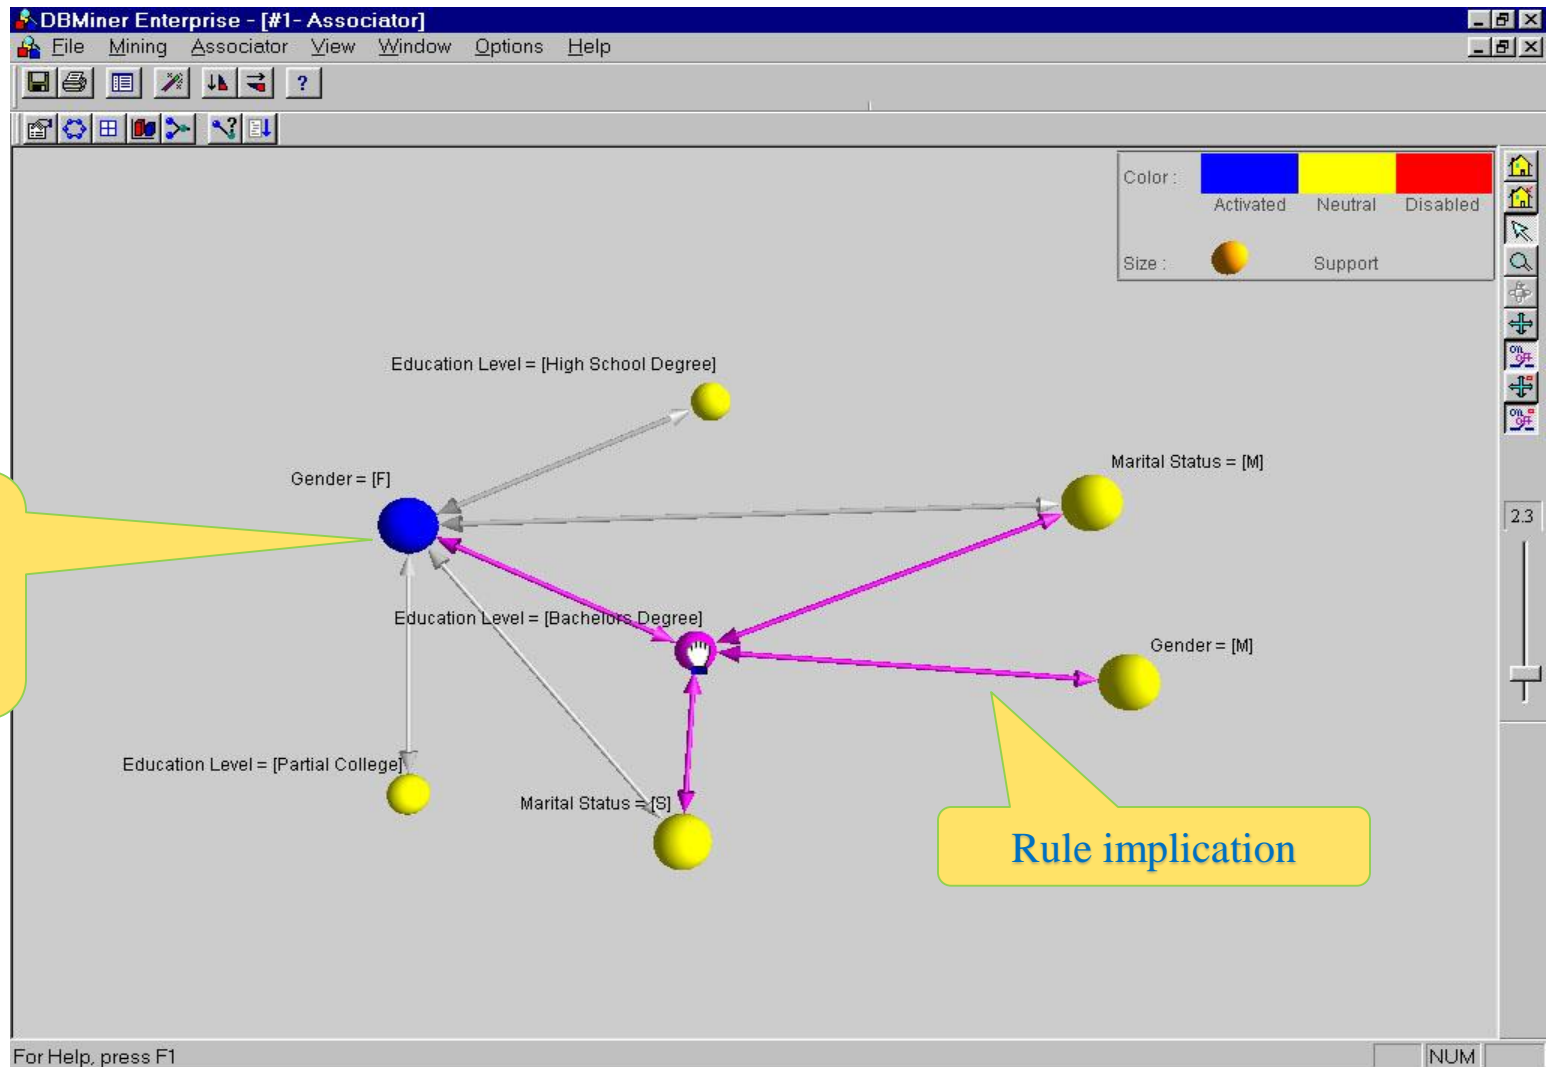 DBMiner Enterprise - [#1- Associator]
File Mining Associator View Window Options Help
?
?
Color :
Activated Neutral Disabled
Size : Support
Education Level = [High School Degree]
Gender = [F]
Marital Status = [M]
2.3
Education Level = [Bachelors Degree]
Gender = [M]
Education Level = [Partial College]
Marital Status = [S]
Rule implication
For Help, press F1
NUM